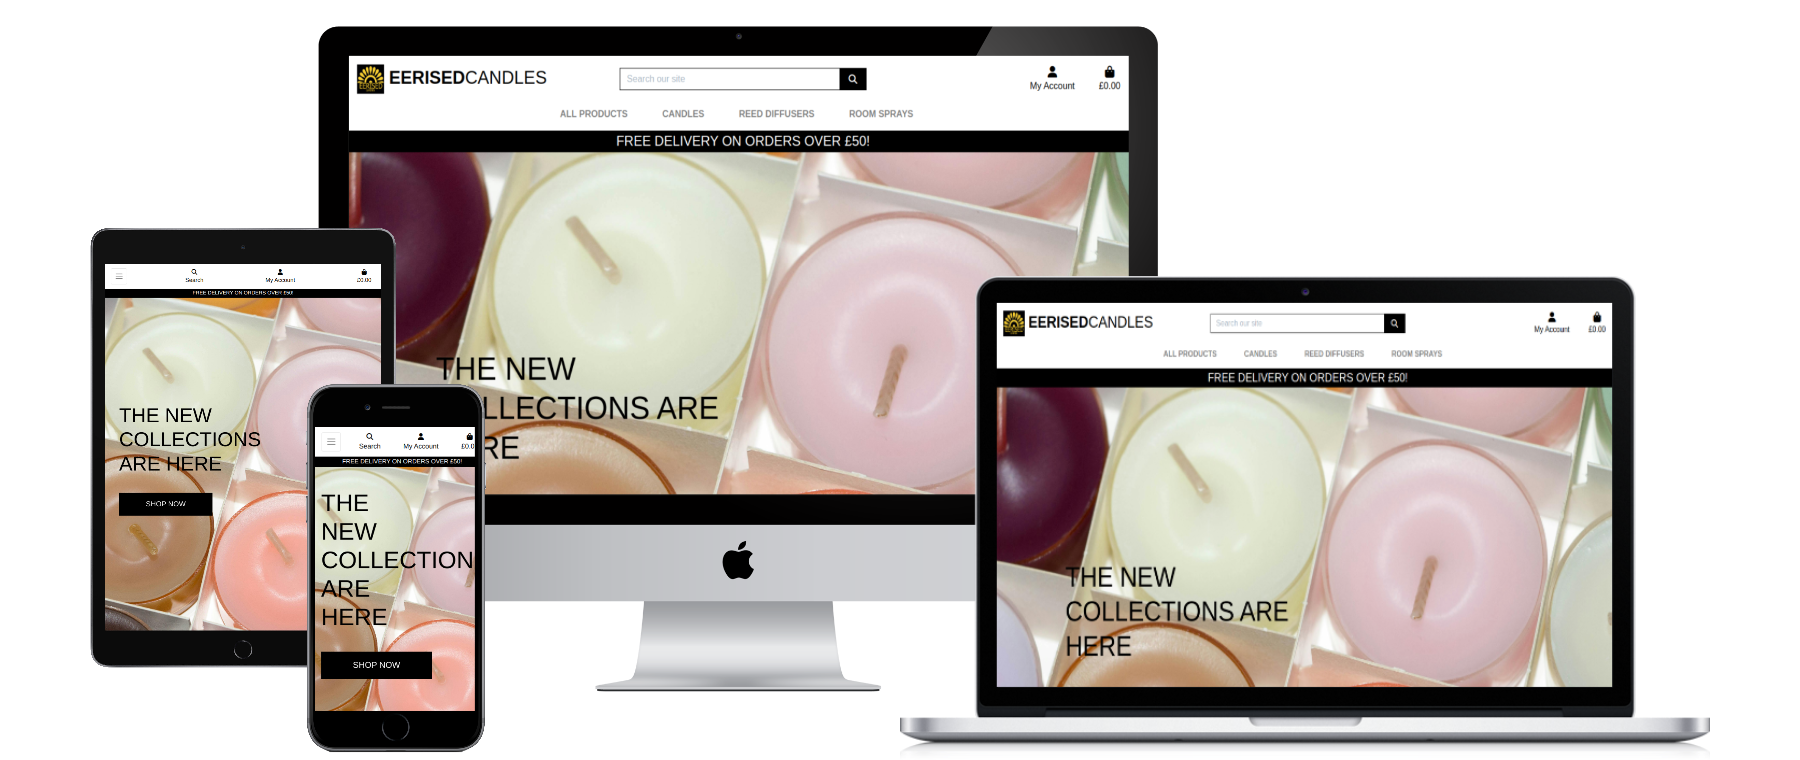 EERISEDCANDLES
Search our site
My Account
£0.00
ALL PRODUCTS CANDLES REED DIFFUSERS ROOM SPRAYS
FREE DELIVERY ON ORDERS OVER £50!
THE NEW
LLECTIONS ARE
RE
Search
My Account
£0.00
FREE DELIVERY ON ORDERS OVER £50!
THE NEW
COLLECTIONS
ARE HERE
SHOP NOW
Search
My Account
£0.0
FREE DELIVERY ON ORDERS OVER £50!
THE
NEW
COLLECTION
ARE
HERE
SHOP NOW
EERISEDCANDLES
Search our site
My Account
£0.00
ALL PRODUCTS CANDLES REED DIFFUSERS ROOM SPRAYS
FREE DELIVERY ON ORDERS OVER £50!
THE NEW
COLLECTIONS ARE
HERE